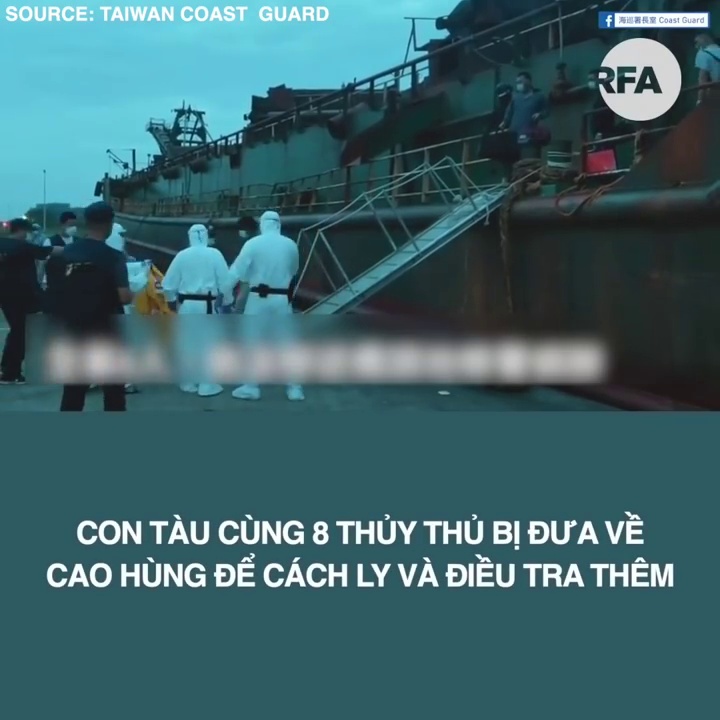 SOURCE: TAIWAN COAST GUARD
海巡署長室 Coast Guard
RFA
CON TÀU CÙNG 8 THỦY THỦ BỊ ĐƯA VỀ
CAO HÙNG ĐỂ CÁCH LY VÀ ĐIỀU TRA THÊM